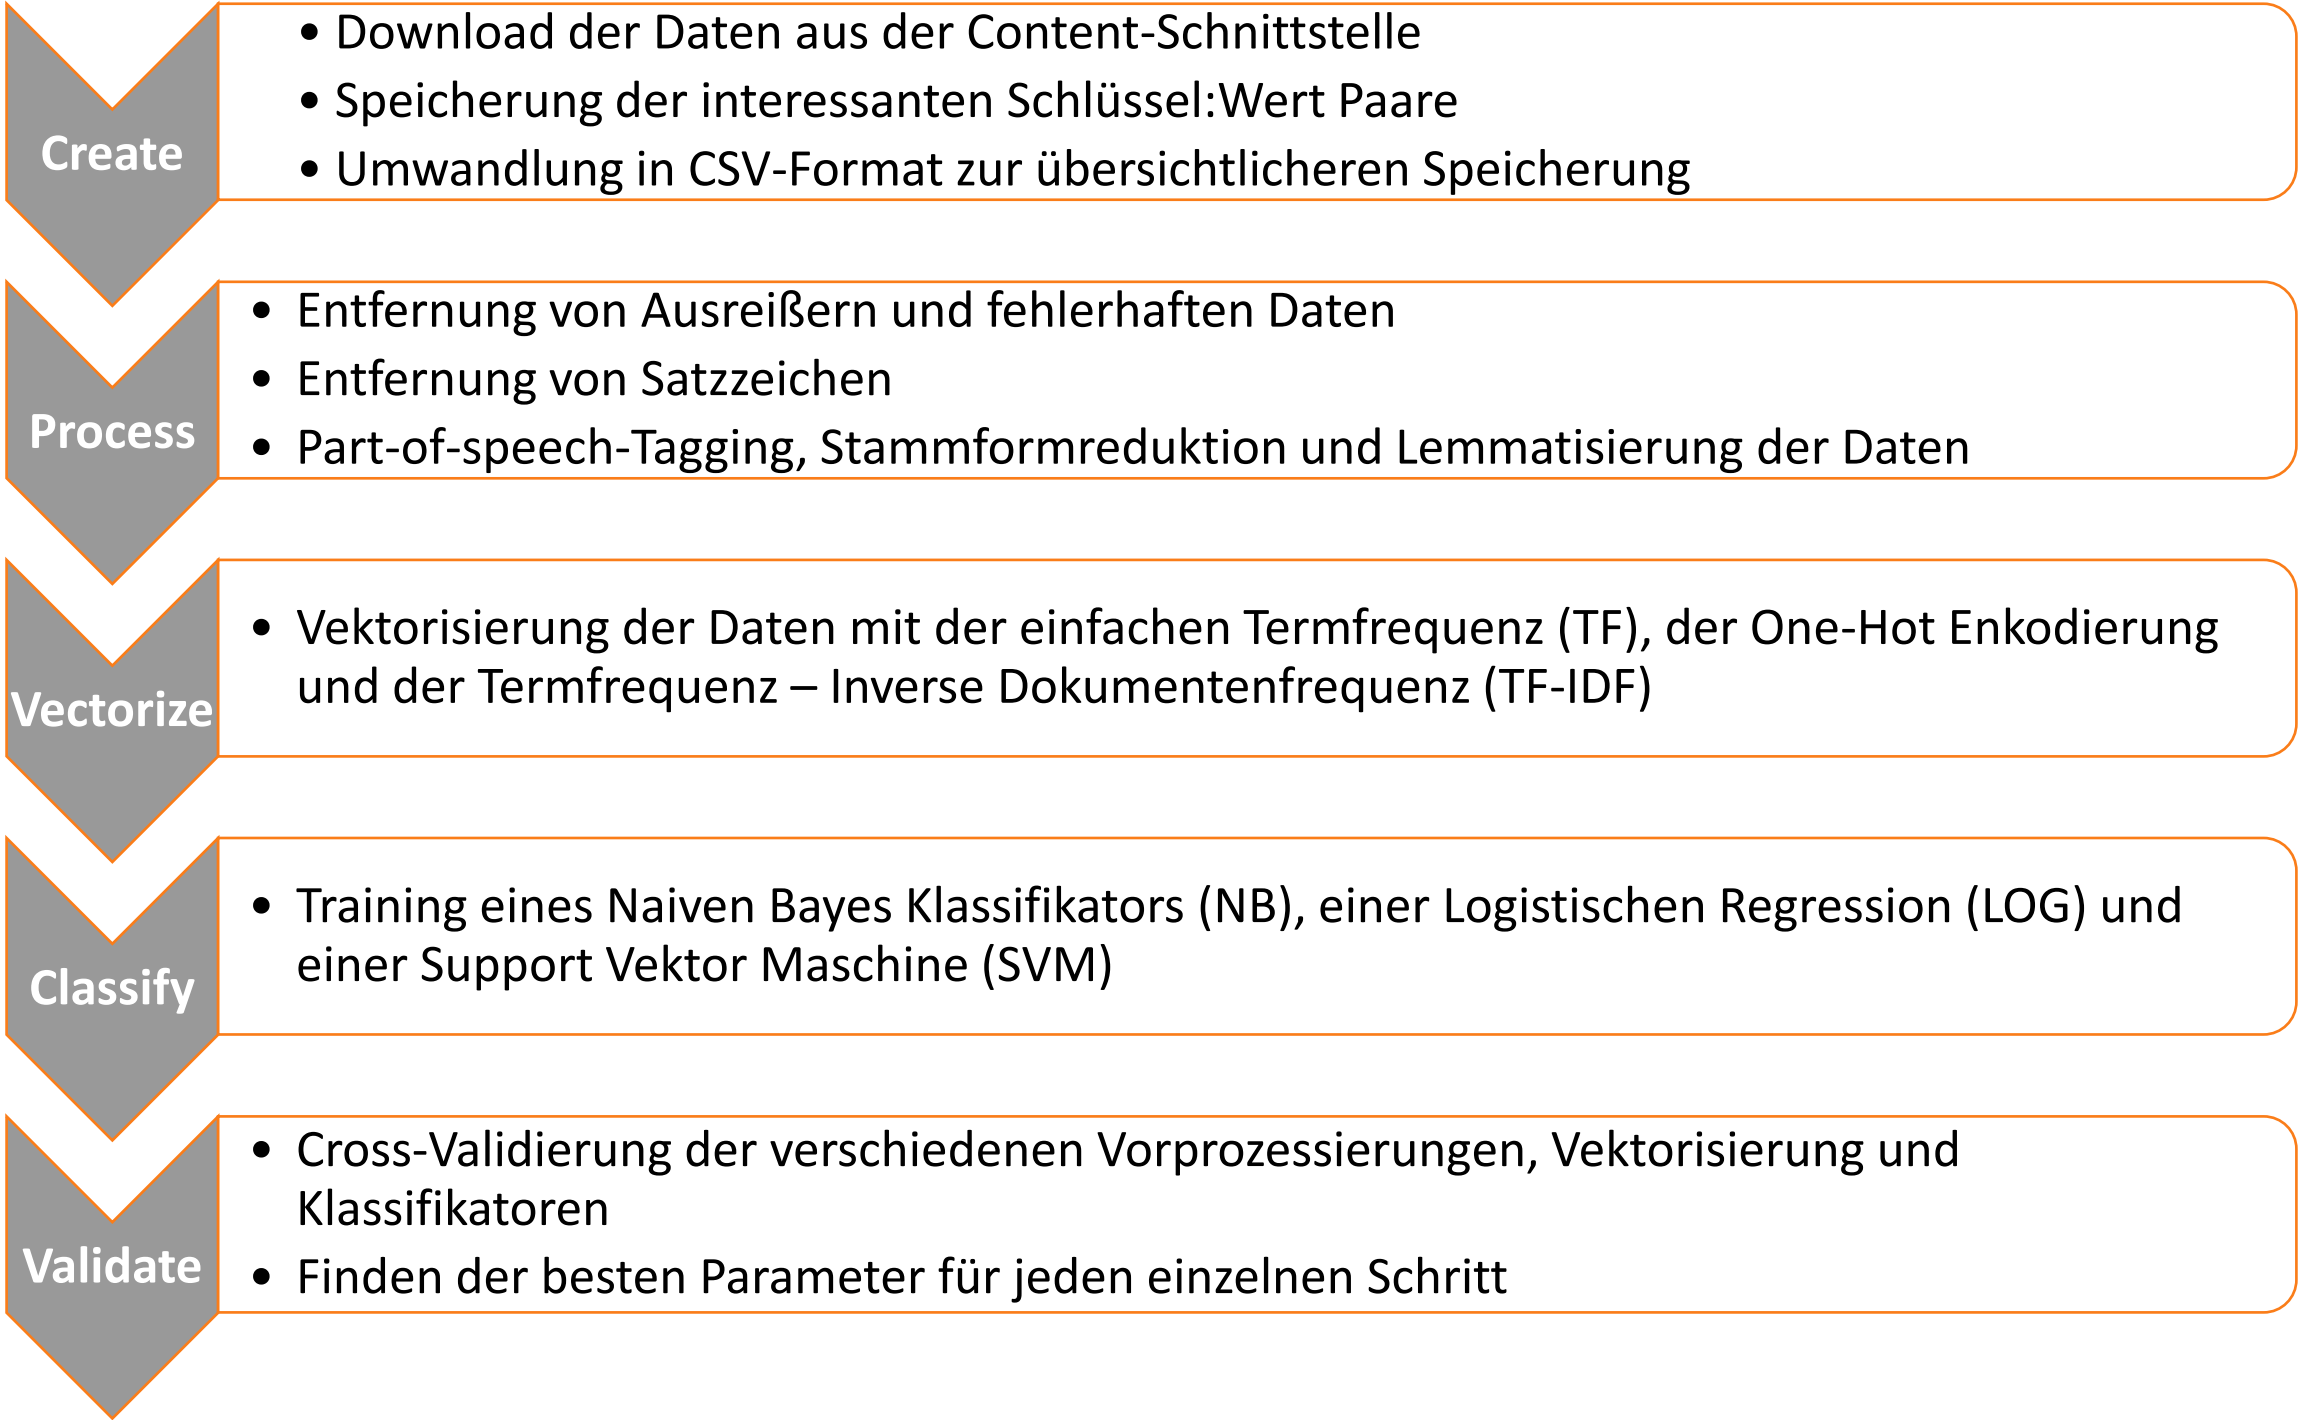 Create
• Download der Daten aus der Content-Schnittstelle
• Speicherung der interessanten Schlüssel:Wert Paare
• Umwandlung in CSV-Format zur übersichtlicheren Speicherung
Process
• Entfernung von Ausreißern und fehlerhaften Daten
• Entfernung von Satzzeichen
• Part-of-speech-Tagging, Stammformreduktion und Lemmatisierung der Daten
Vectorize
• Vektorisierung der Daten mit der einfachen Termfrequenz (TF), der One-Hot Enkodierung
und der Termfrequenz – Inverse Dokumentenfrequenz (TF-IDF)
Classify
• Training eines Naiven Bayes Klassifikators (NB), einer Logistischen Regression (LOG) und
einer Support Vektor Maschine (SVM)
Validate
• Cross-Validierung der verschiedenen Vorprozessierungen, Vektorisierung und
Klassifikatoren
• Finden der besten Parameter für jeden einzelnen Schritt